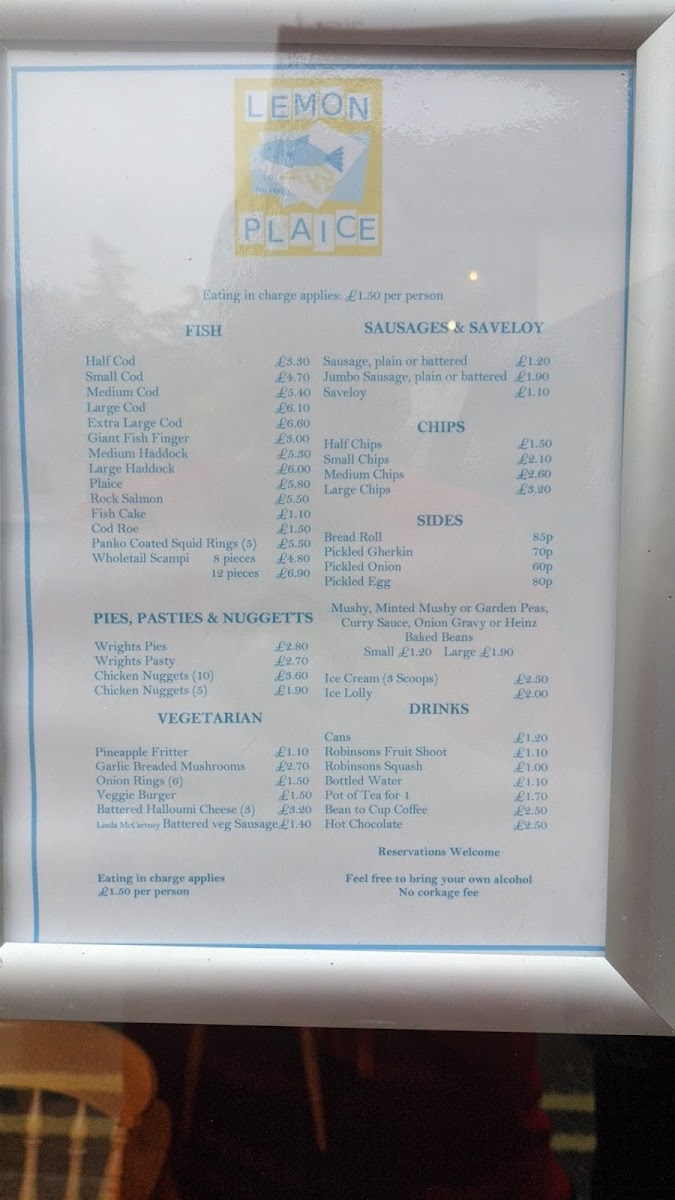 LEMON
PLAICE
Eating in charge applies: £1.50 per person
FISH
Half Cod £3.30
Small Cod £4.70
Medium Cod £5.40
Large Cod £6.10
Extra Large Cod £6.60
Giant Fish Finger £3.00
Medium Haddock £5.30
Large Haddock £6.00
Plaice £5.80
Rock Salmon £5.50
Fish Cake £1.10
Cod Roe £1.50
Panko Coated Squid Rings (5) £5.50
Wholetail Scampi 8 pieces £4.80
12 pieces £6.90
PIES, PASTIES & NUGGETTS
Wrights Pies £2.80
Wrights Pasty £2.70
Chicken Nuggets (10) £3.60
Chicken Nuggets (5) £1.90
VEGETARIAN
Pineapple Fritter £1.10
Garlic Breaded Mushrooms £2.70
Onion Rings (6) £1.50
Veggie Burger £1.50
Battered Halloumi Cheese (3) £3.20
Linda McCartney Battered veg Sausage £1.40
Eating in charge applies
£1.50 per person
SAUSAGES & SAVELOY
Sausage, plain or battered £1.20
Jumbo Sausage, plain or battered £1.90
Saveloy £1.10
CHIPS
Half Chips £1.50
Small Chips £2.10
Medium Chips £2.60
Large Chips £3.20
SIDES
Bread Roll 85p
Pickled Gherkin 70p
Pickled Onion 60p
Pickled Egg 80p
Mushy, Minted Mushy or Garden Peas,
Curry Sauce, Onion Gravy or Heinz
Baked Beans
Small £1.20 Large £1.90
Ice Cream (3 Scoops) £2.50
Ice Lolly £2.00
DRINKS
Cans £1.20
Robinsons Fruit Shoot £1.10
Robinsons Squash £1.00
Bottled Water £1.10
Pot of Tea for 1 £1.70
Bean to Cup Coffee £2.50
Hot Chocolate £2.50
Reservations Welcome
Feel free to bring your own alcohol
No corkage fee